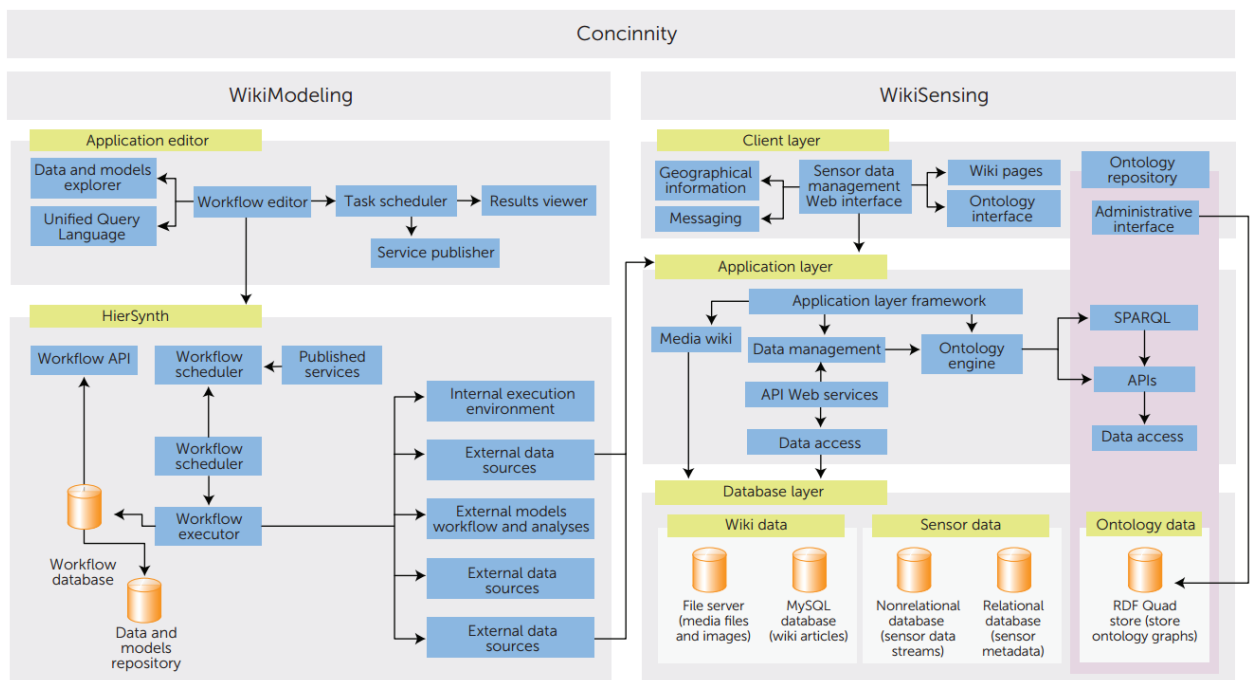 Concinnity
WikiModeling
Application editor
Data and models
explorer
Unified Query
Language
Workflow editor
Task scheduler
Results viewer
Service publisher
HierSynth
Workflow API
Workflow
scheduler
Published
services
Workflow
scheduler
Workflow
executor
Workflow
database
Data and
models
repository
Internal execution
environment
External data
sources
External models
workflow and analyses
External data
sources
External data
sources
WikiSensing
Client layer
Geographical
information
Messaging
Sensor data
management
Web interface
Wiki pages
Ontology
interface
Ontology
repository
Administrative
interface
Application layer
Application layer framework
Media wiki
Data management
Ontology
engine
API Web services
Data access
SPARQL
APIs
Data access
Database layer
Wiki data
File server
(media files
and images)
MySQL
database
(wiki articles)
Sensor data
Nonrelational
database
(sensor data
streams)
Relational
database
(sensor
metadata)
Ontology data
RDF Quad
store (store
ontology graphs)